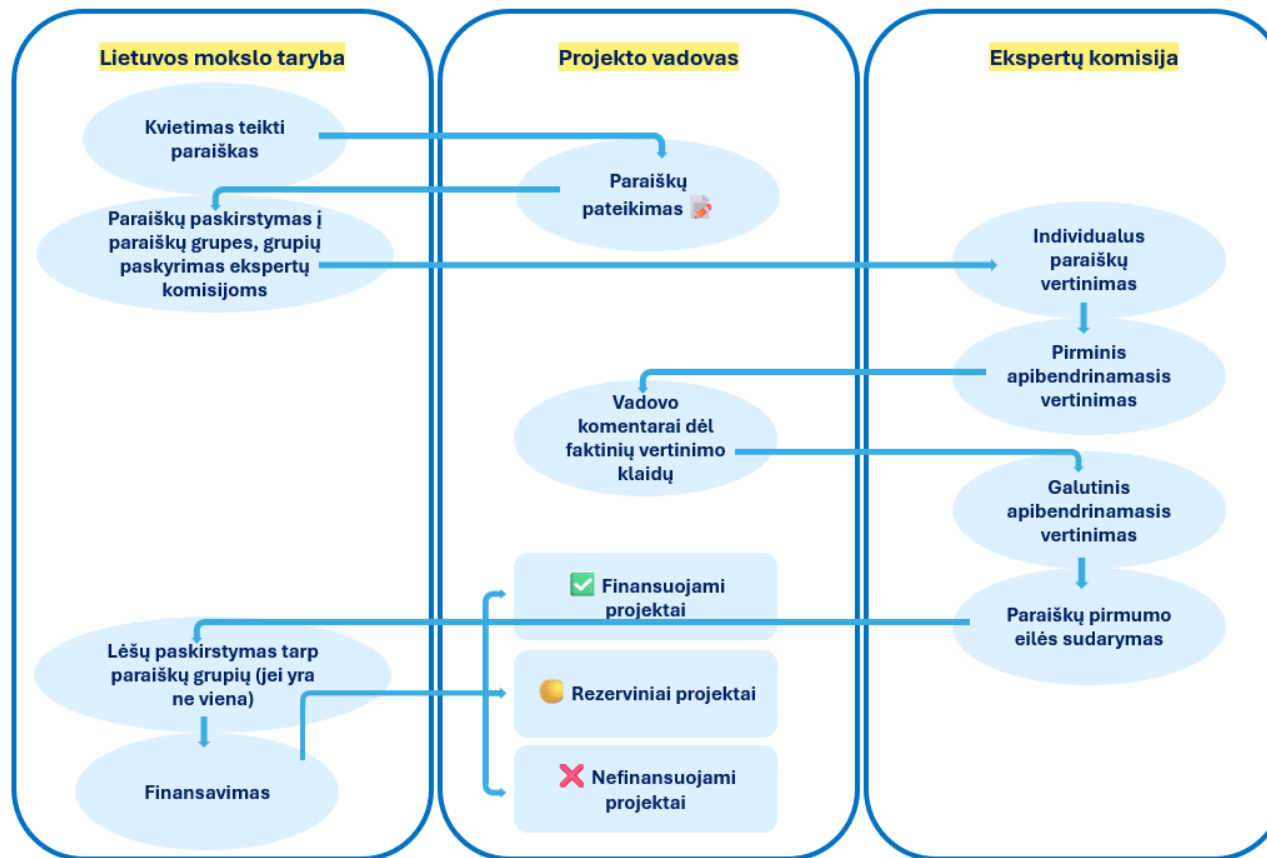 Lietuvos mokslo taryba
Kvietimas teikti
paraiškas
Paraiškų paskirstymas į
paraiškų grupes, grupių
paskyrimas ekspertų
komisijoms
Lėšų paskirstymas tarp
paraiškų grupių (jei yra
ne viena)
Finansavimas
Projekto vadovas
Paraiškų
pateikimas
Vadovo
komentarai dėl
faktinių vertinimo
klaidų
Finansuojami
projektai
Rezerviniai projektai
Nefinansuojami
projektai
Ekspertų komisija
Individualus
paraiškų
vertinimas
Pirminis
apibendrinamasis
vertinimas
Galutinis
apibendrinamasis
vertinimas
Paraiškų pirmumo
eilės sudarymas